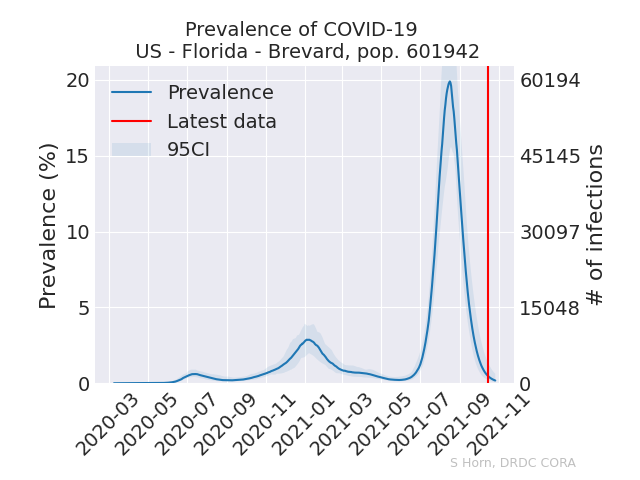 Prevalence of COVID-19
US - Florida - Brevard, pop. 601942
Prevalence
Latest data
95CI
Prevalence (%)
20
15
10
5
0
60194
45145
30097
15048
0
# of infections
2020-03
2020-05
2020-07
2020-09
2020-11
2021-01
2021-03
2021-05
2021-07
2021-09
2021-11
S Horn, DRDC CORA